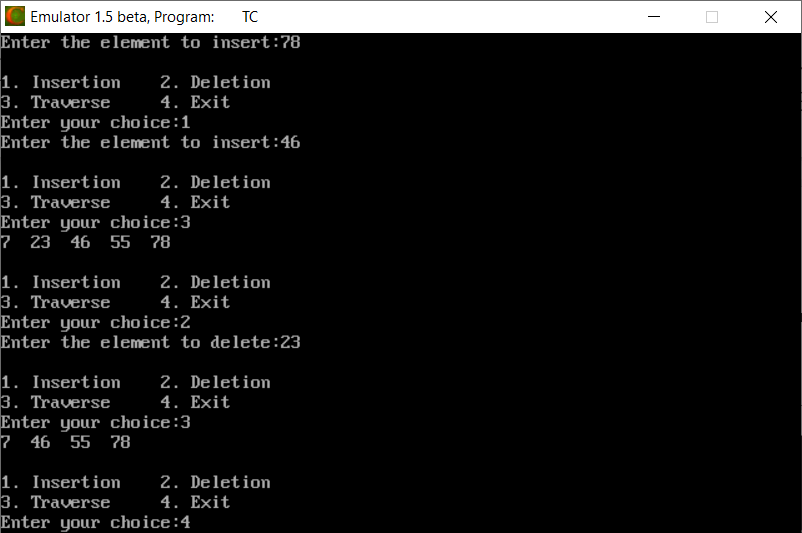 Emulator 1.5 beta, Program: TC
Enter the element to insert:78
1. Insertion 2. Deletion
3. Traverse 4. Exit
Enter your choice:1
Enter the element to insert:46
1. Insertion 2. Deletion
3. Traverse 4. Exit
Enter your choice:3
7 23 46 55 78
1. Insertion 2. Deletion
3. Traverse 4. Exit
Enter your choice:2
Enter the element to delete:23
1. Insertion 2. Deletion
3. Traverse 4. Exit
Enter your choice:3
7 46 55 78
1. Insertion 2. Deletion
3. Traverse 4. Exit
Enter your choice:4